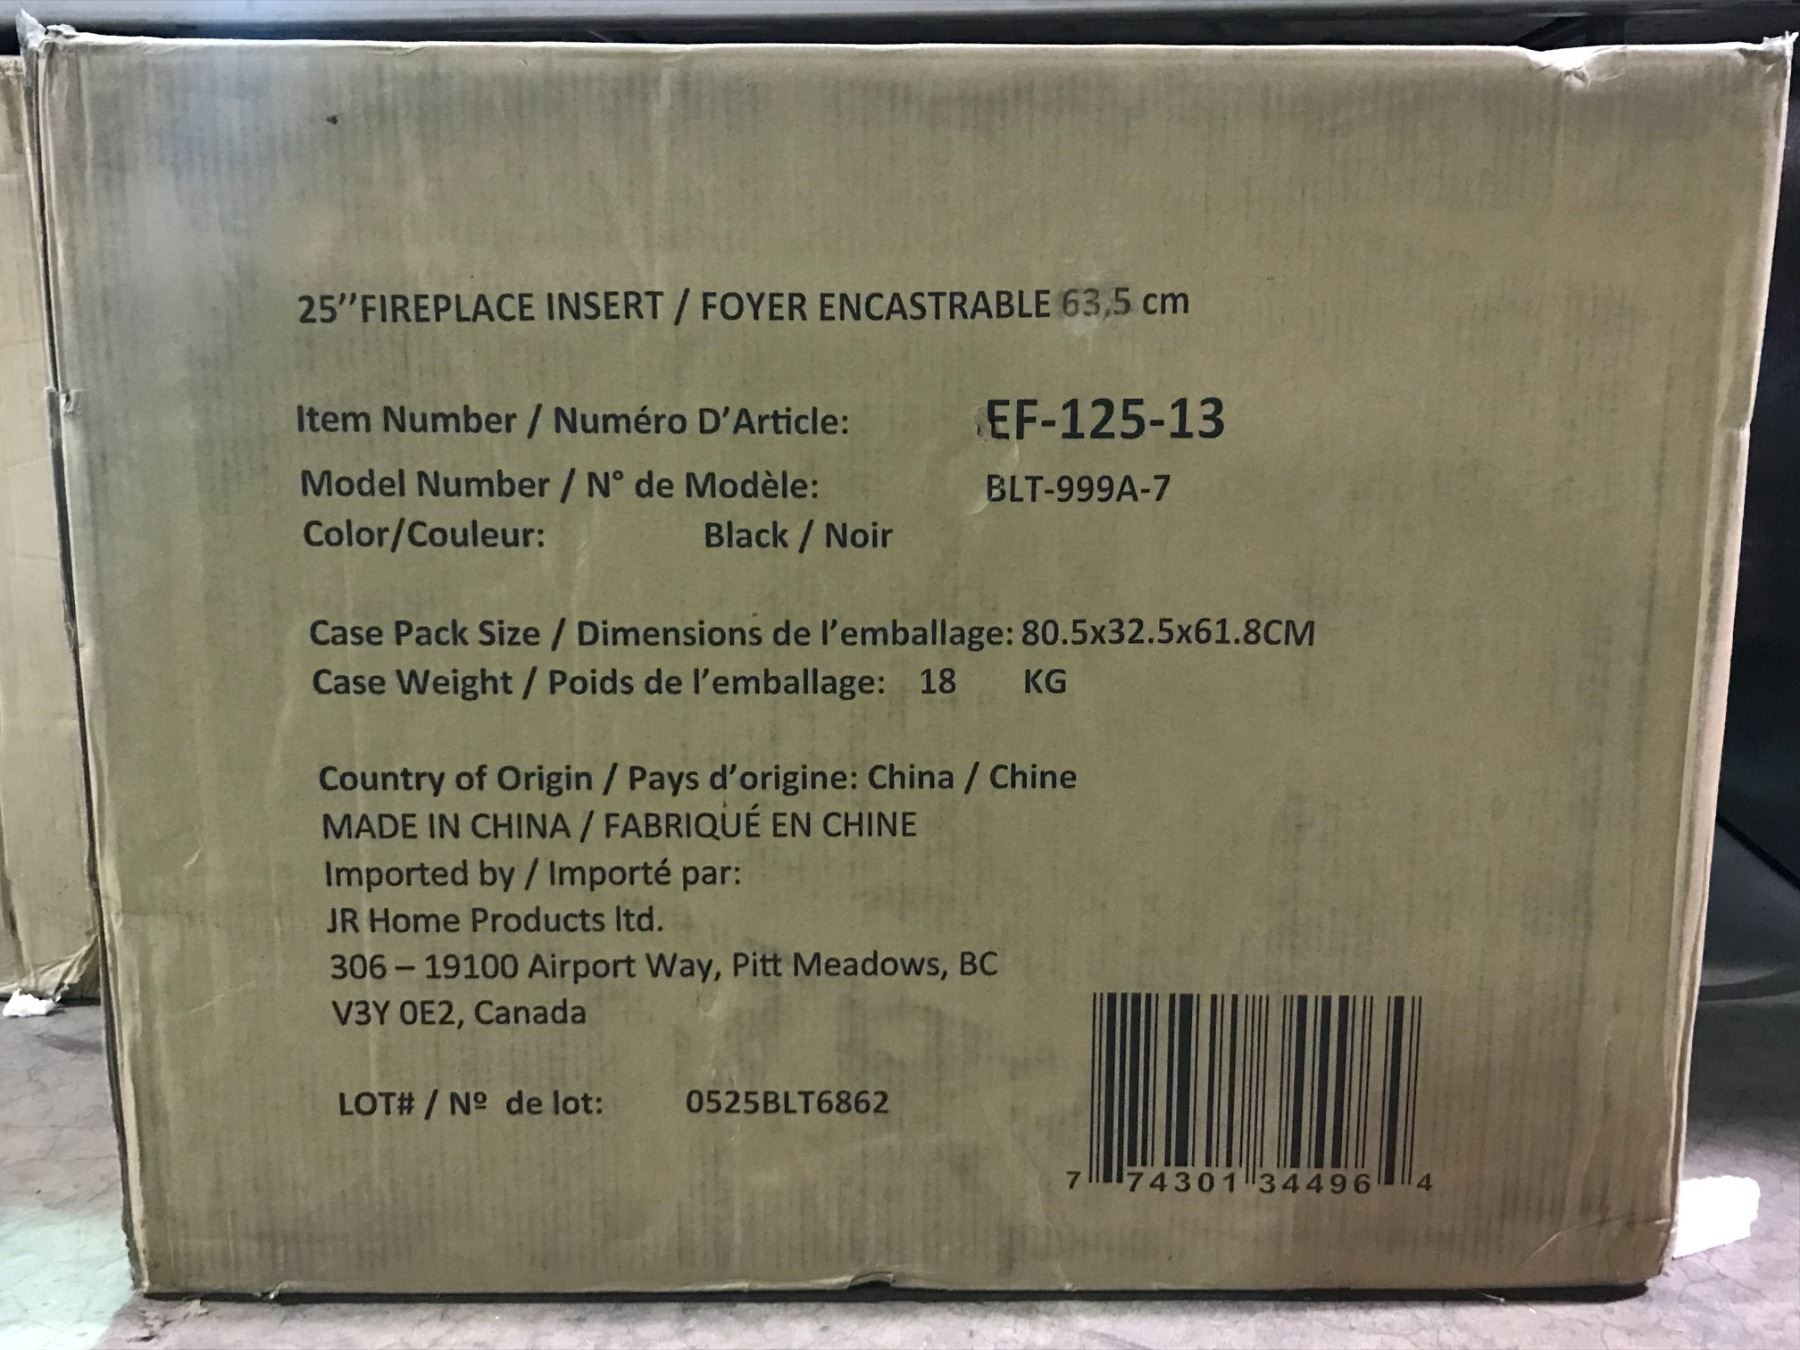 25''FIREPLACE INSERT / FOYER ENCASTRABLE 63,5 cm
Item Number / Numéro D'Article: EF-125-13
Model Number / N° de Modèle: BLT-999A-7
Color/Couleur: Black / Noir
Case Pack Size / Dimensions de l'emballage: 80.5x32.5x61.8CM
Case Weight / Poids de l'emballage: 18 KG
Country of Origin / Pays d'origine: China / Chine
MADE IN CHINA / FABRIQUÉ EN CHINE
Imported by / Importé par:
JR Home Products ltd.
306 – 19100 Airport Way, Pitt Meadows, BC
V3Y 0E2, Canada
LOT# / Nº de lot: 0525BLT6862
7 74301 34496 4